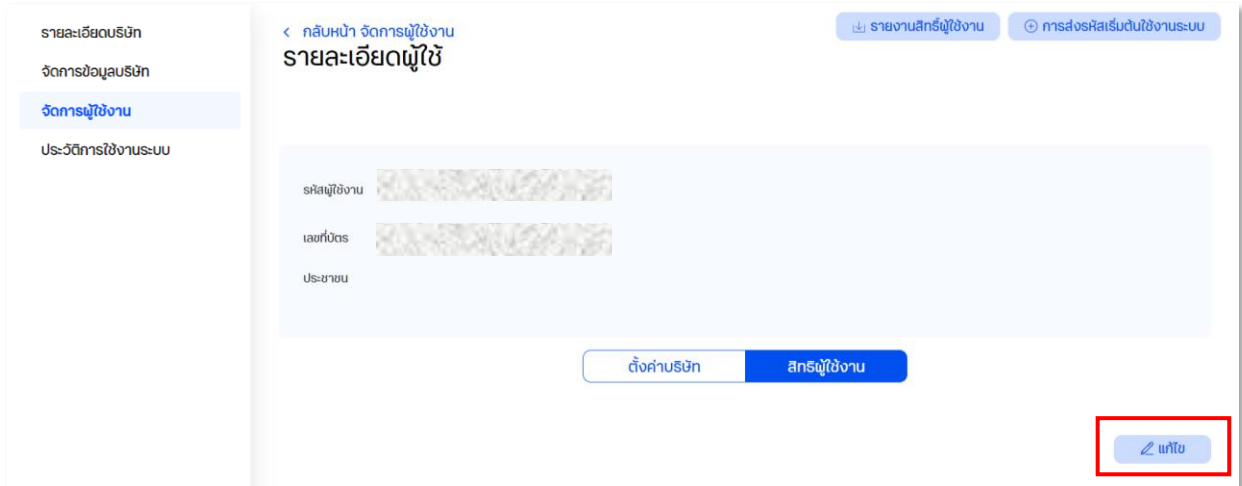 รายละเอียดบริษัท
จัดการข้อมูลบริษัท
จัดการผู้ใช้งาน
ประวัติการใช้งานระบบ
< กลับหน้า จัดการผู้ใช้งาน
รายละเอียดผู้ใช้
รายงานสิทธิ์ผู้ใช้งาน
การส่งรหัสเริ่มต้นใช้งานระบบ
รหัสผู้ใช้งาน
เลขที่บัตร
ประชาชน
ตั้งค่าบริษัท
สิทธิผู้ใช้งาน
แก้ไข